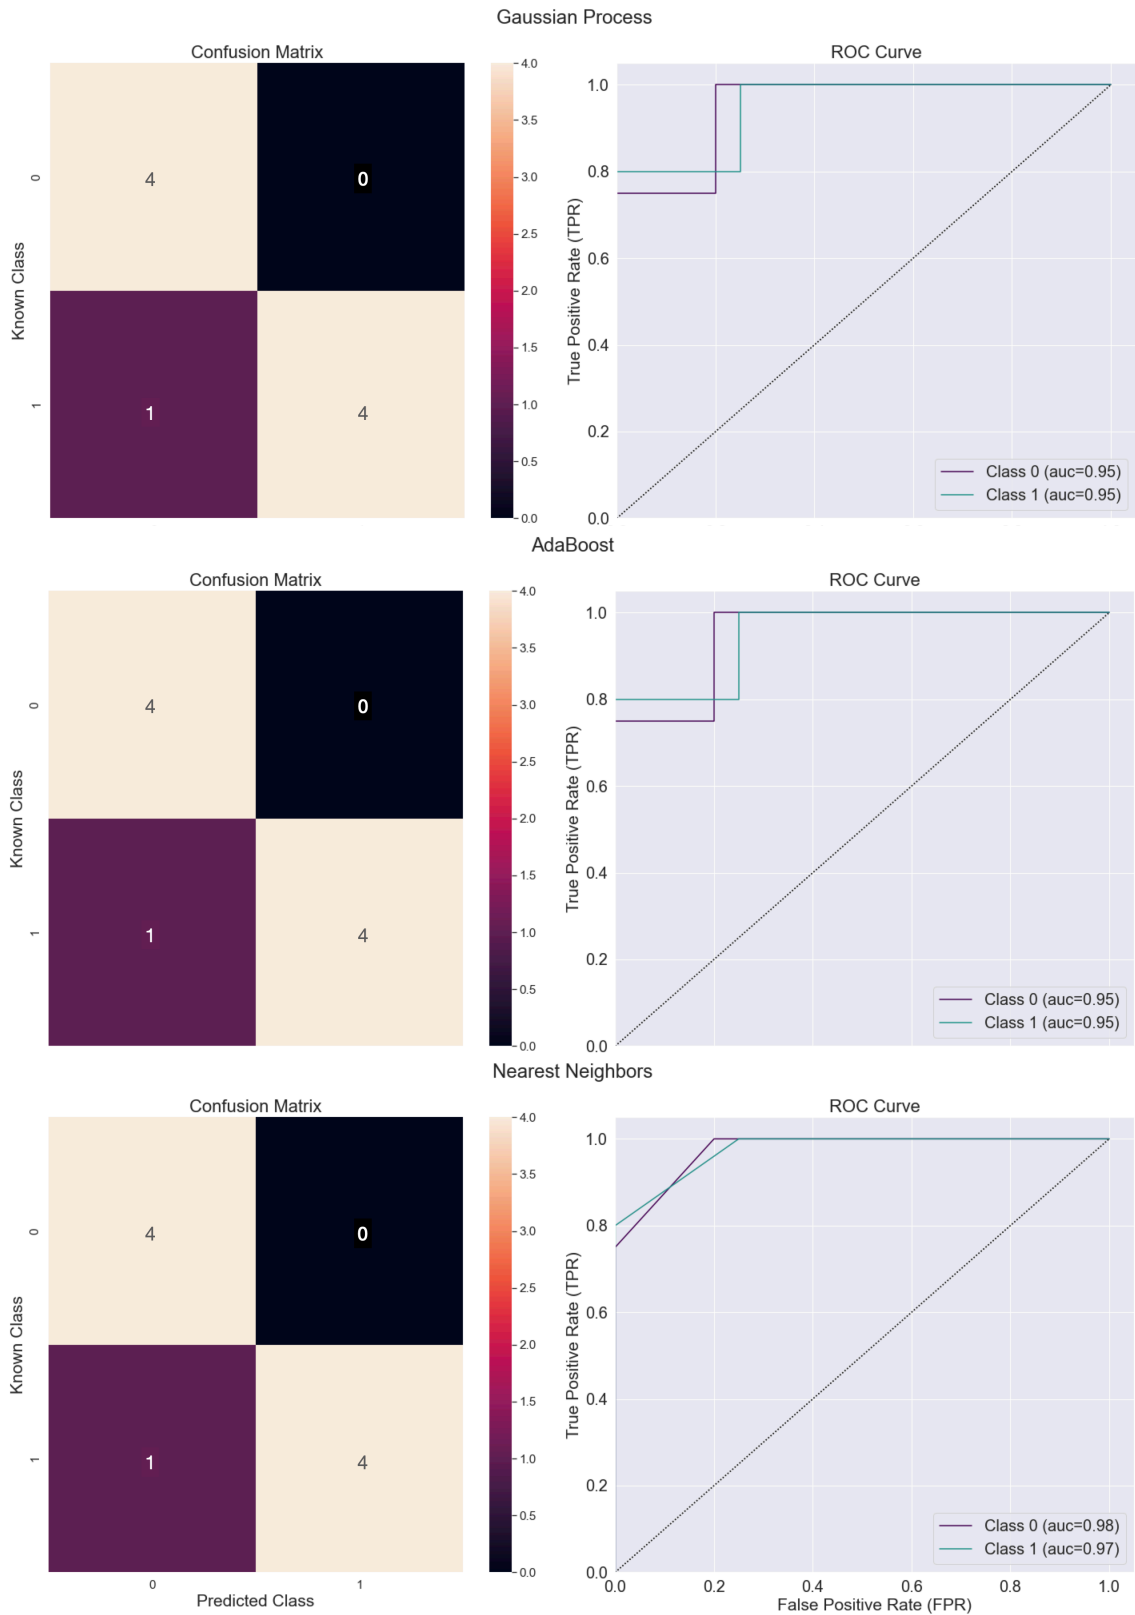 Gaussian Process
Confusion Matrix
4.0
3.5
3.0
2.5
2.0
1.5
1.0
0.5
0.0
0
1
Known Class
4 0
1 4
ROC Curve
1.0
0.8
0.6
0.4
0.2
0.0
True Positive Rate (TPR)
Class 0 (auc=0.95)
Class 1 (auc=0.95)
AdaBoost
Confusion Matrix
4.0
3.5
3.0
2.5
2.0
1.5
1.0
0.5
0.0
0
1
Known Class
4 0
1 4
ROC Curve
1.0
0.8
0.6
0.4
0.2
0.0
True Positive Rate (TPR)
Class 0 (auc=0.95)
Class 1 (auc=0.95)
Nearest Neighbors
Confusion Matrix
4.0
3.5
3.0
2.5
2.0
1.5
1.0
0.5
0.0
0
1
Known Class
4 0
1 4
0 1
Predicted Class
ROC Curve
1.0
0.8
0.6
0.4
0.2
0.0
True Positive Rate (TPR)
Class 0 (auc=0.98)
Class 1 (auc=0.97)
0.0 0.2 0.4 0.6 0.8 1.0
False Positive Rate (FPR)